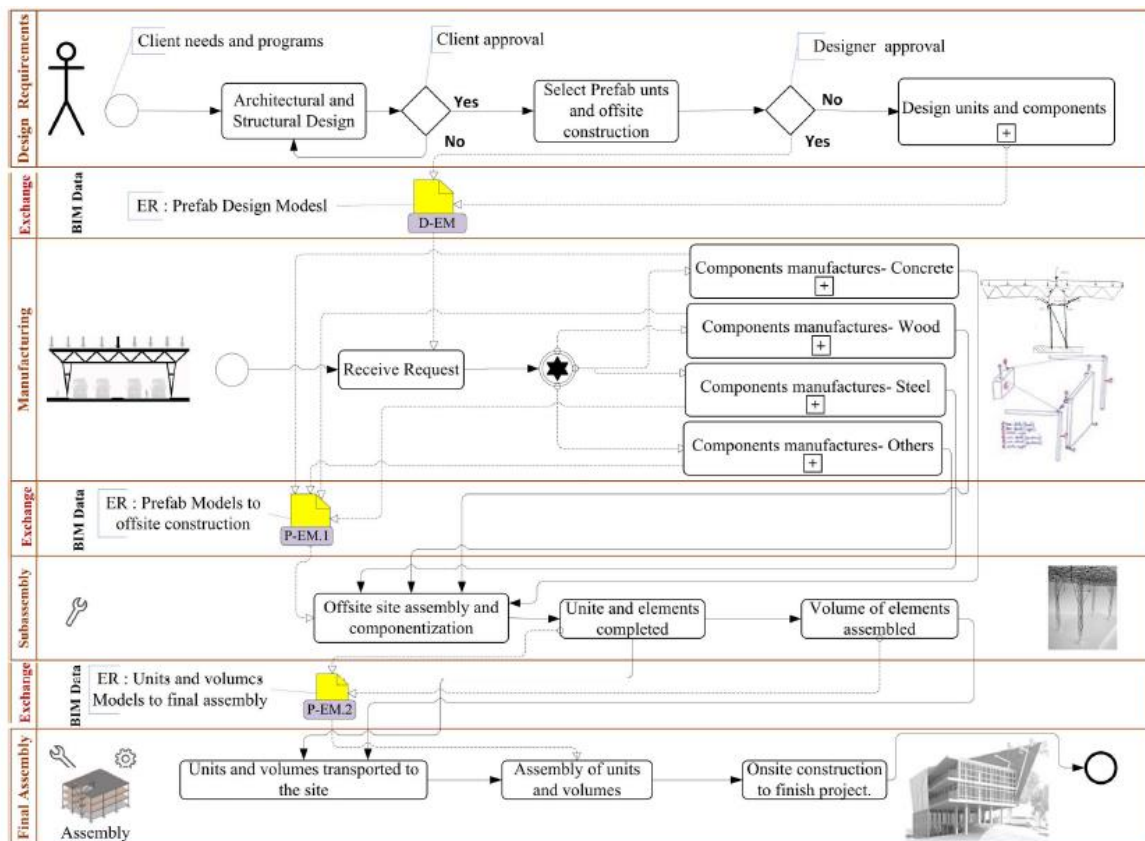 Design Requirements
Client needs and programs
Client approval
Designer approval
Architectural and
Structural Design
Yes
No
Select Prefab unts
and offsite
construction
No
Yes
Design units and components
Exchange
BIM Data
ER : Prefab Design Modesl
D-EM
Manufacturing
Receive Request
Components manufactures- Concrete
Components manufactures- Wood
Components manufactures- Steel
Components manufactures- Others
Exchange
BIM Data
ER : Prefab Models to
offsite construction
P-EM.1
Subassembly
Offsite site assembly and
componentization
Unite and elements
completed
Volume of elements
assembled
Exchange
BIM Data
ER : Units and volumes
Models to final assembly
P-EM.2
Final Assembly
Assembly
Units and volumes transported to
the site
Assembly of units
and volumes
Onsite construction
to finish project.